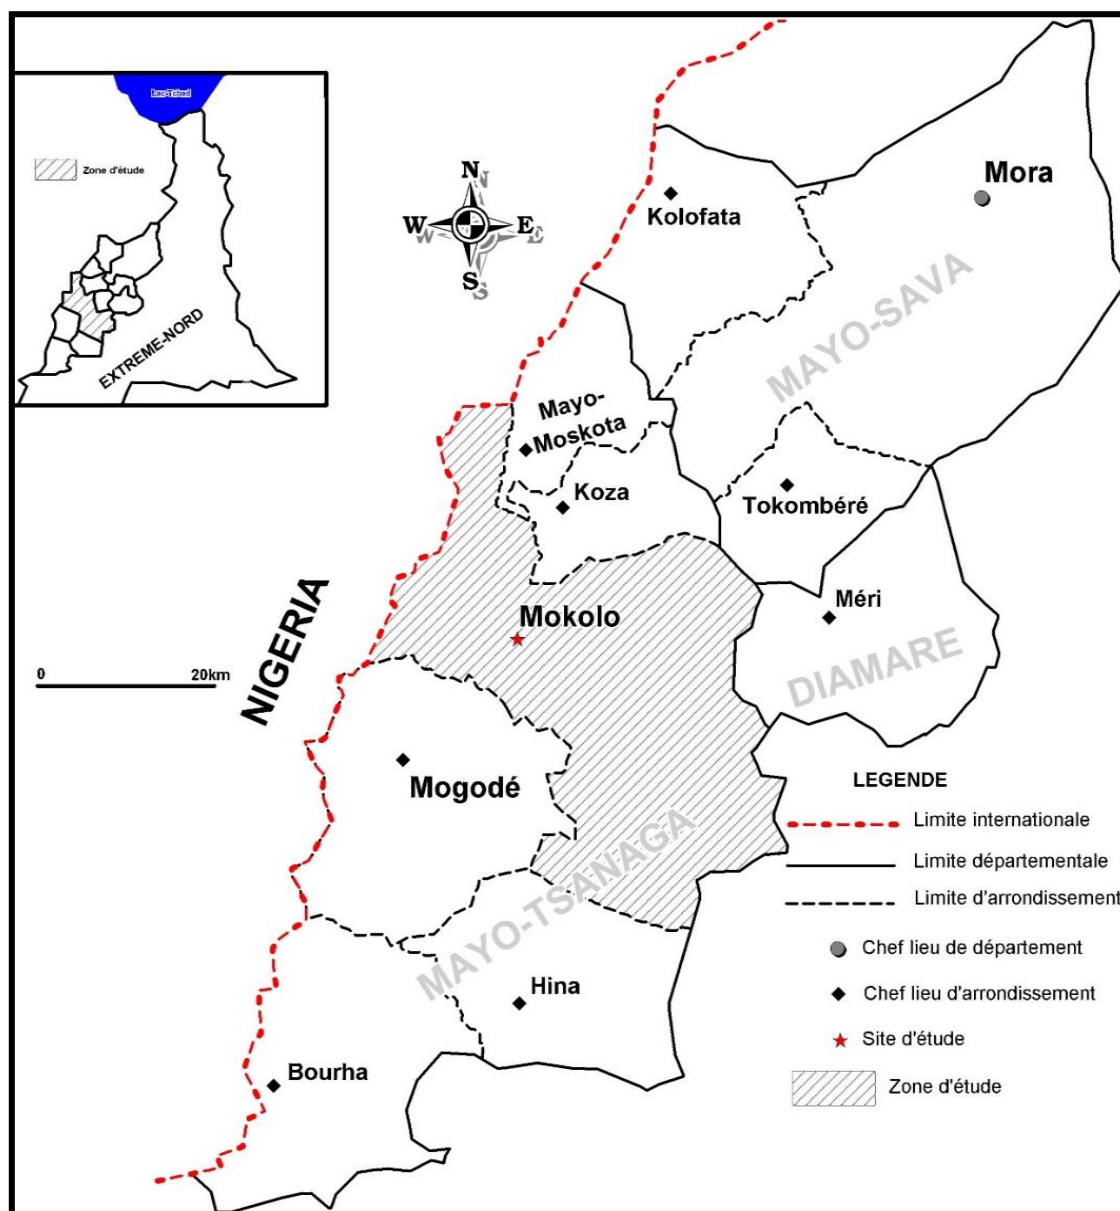 Lac-Tchad
Zone d'étude
EXTREME-NORD
N
W
E
S
Mora
Kolofata
MAYO-SAVA
Mayo-
Moskota
Koza
Tokombéré
Méri
Mokolo
DIAMARE
NIGERIA
0
20km
Mogodé
MAYO-TSANAGA
Hina
Bourha
LEGENDE
Limite internationale
Limite départementale
Limite d'arrondissement
Chef lieu de département
Chef lieu d'arrondissement
Site d'étude
Zone d'étude